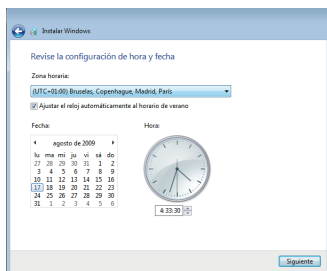 Instalar Windows
Revise la configuración de hora y fecha
Zona horaria:
(UTC+01:00) Bruselas, Copenhague, Madrid, París
Ajustar el reloj automáticamente al horario de verano
Fecha: Hora:
agosto de 2009
lu ma mi ju vi sá do
27 28 29 30 31 1 2
3 4 5 6 7 8 9
10 11 12 13 14 15 16
17 18 19 20 21 22 23
24 25 26 27 28 29 30
31 1 2 3 4 5 6
4:33:30
Siguiente